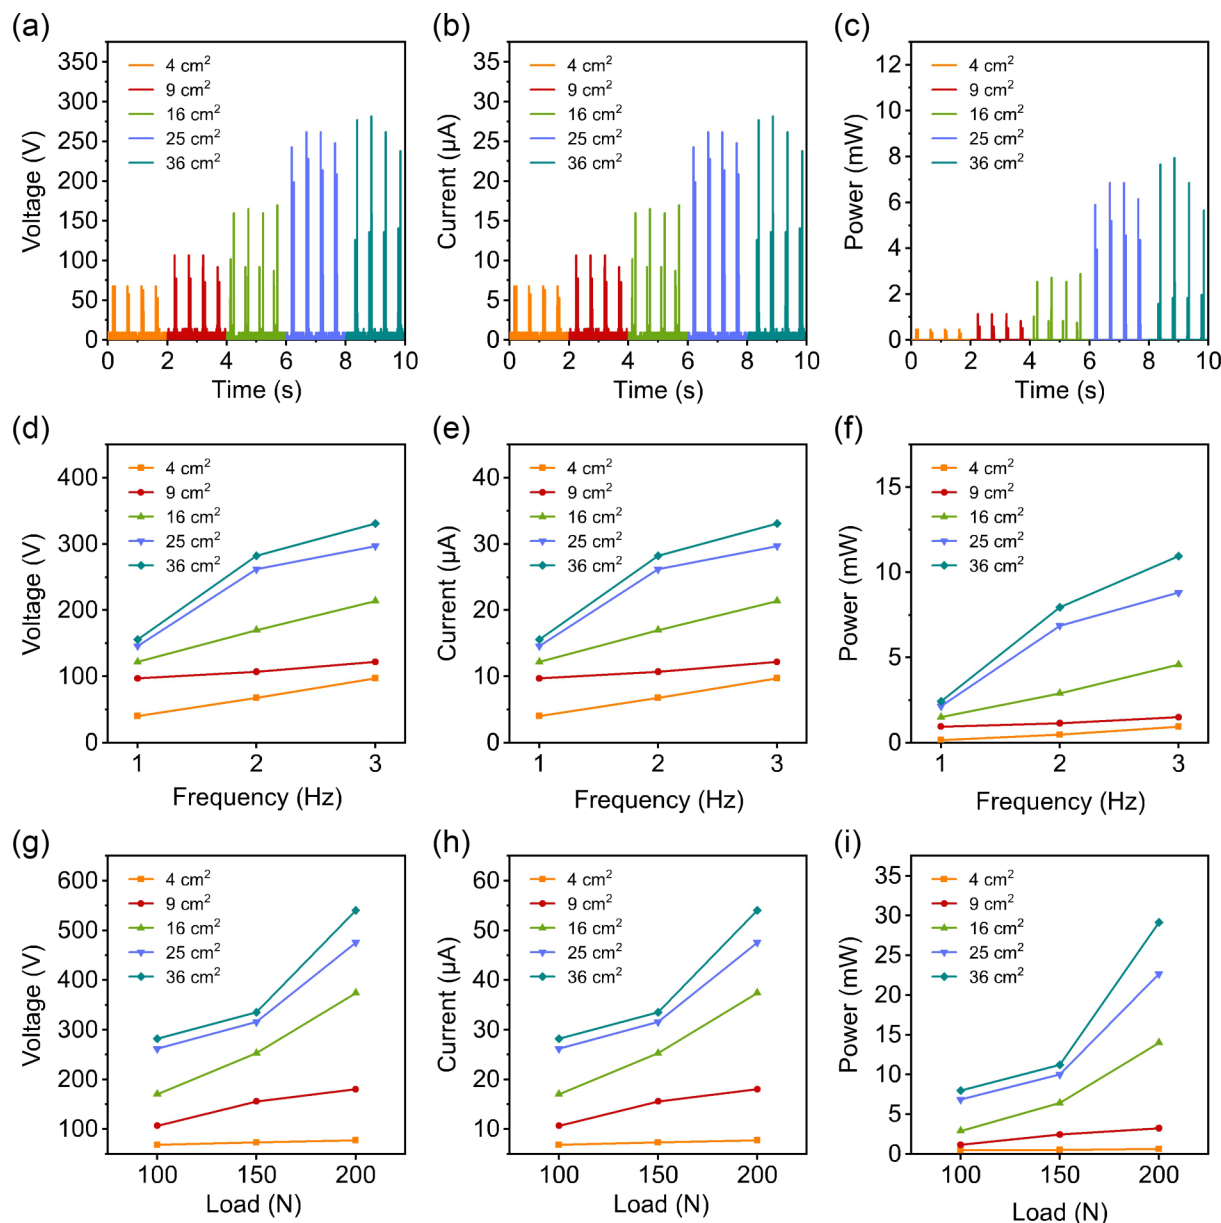 (a)
Voltage (V)
350
300
250
200
150
100
50
0
4 cm²
9 cm²
16 cm²
25 cm²
36 cm²
0 2 4 6 8 10
Time (s)
(b)
Current (μA)
35
30
25
20
15
10
5
0
4 cm²
9 cm²
16 cm²
25 cm²
36 cm²
0 2 4 6 8 10
Time (s)
(c)
Power (mW)
12
10
8
6
4
2
0
4 cm²
9 cm²
16 cm²
25 cm²
36 cm²
0 2 4 6 8 10
Time (s)
(d)
Voltage (V)
400
300
200
100
0
4 cm²
9 cm²
16 cm²
25 cm²
36 cm²
1 2 3
Frequency (Hz)
(e)
Current (μA)
40
30
20
10
0
4 cm²
9 cm²
16 cm²
25 cm²
36 cm²
1 2 3
Frequency (Hz)
(f)
Power (mW)
15
10
5
0
4 cm²
9 cm²
16 cm²
25 cm²
36 cm²
1 2 3
Frequency (Hz)
(g)
Voltage (V)
600
500
400
300
200
100
4 cm²
9 cm²
16 cm²
25 cm²
36 cm²
100 150 200
Load (N)
(h)
Current (μA)
60
50
40
30
20
10
4 cm²
9 cm²
16 cm²
25 cm²
36 cm²
100 150 200
Load (N)
(i)
Power (mW)
35
30
25
20
15
10
5
0
4 cm²
9 cm²
16 cm²
25 cm²
36 cm²
100 150 200
Load (N)